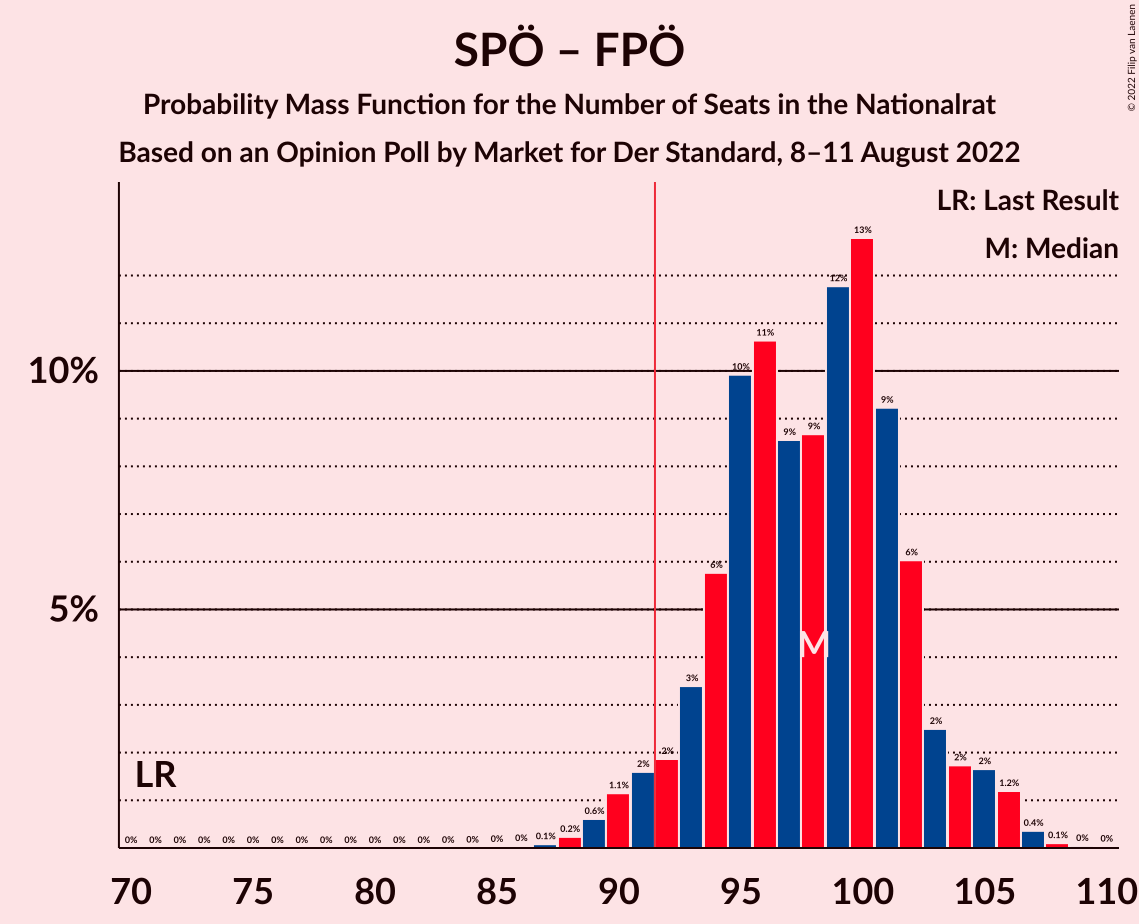 SPÖ – FPÖ
Probability Mass Function for the Number of Seats in the Nationalrat
Based on an Opinion Poll by Market for Der Standard, 8–11 August 2022
© 2022 Filip van Laenen
LR: Last Result
M: Median
10%
5%
LR
M
0% 0% 0% 0% 0% 0% 0% 0% 0% 0% 0% 0% 0% 0% 0% 0% 0% 0.1% 0.2% 0.6% 1.1% 2% 2% 3% 6% 10% 11% 9% 9% 12% 13% 9% 6% 2% 2% 2% 1.2% 0.4% 0.1% 0% 0%
70 75 80 85 90 95 100 105 110